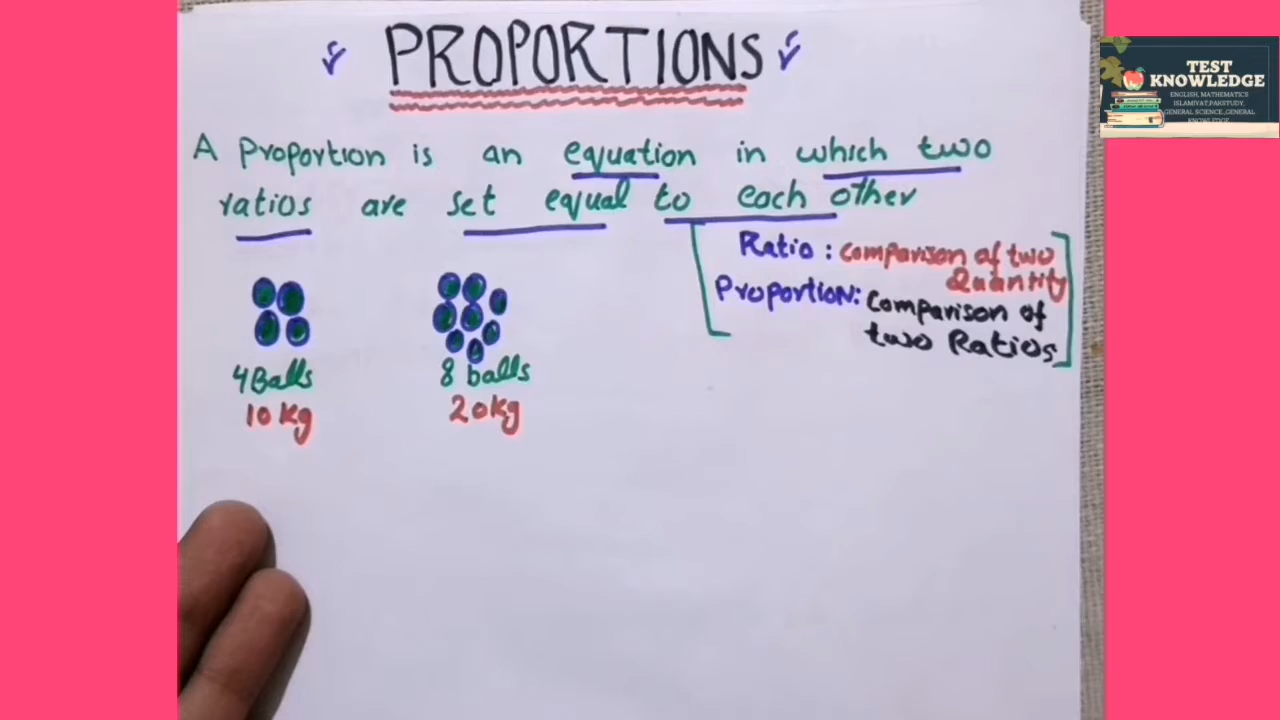 PROPORTIONS
A Proportion is an equation in which two
ratios are set equal to each other
Ratio : Comparison of two
Quantity
Proportion: Comparison of
two Ratios
4 Balls
10 kg
8 balls
20kg
TEST
KNOWLEDGE
ENGLISH, MATHEMATICS
ISLAMIYAT,PAKSTUDY,
GENERAL SCIENCE ,GENERAL
KNOWLEDGE